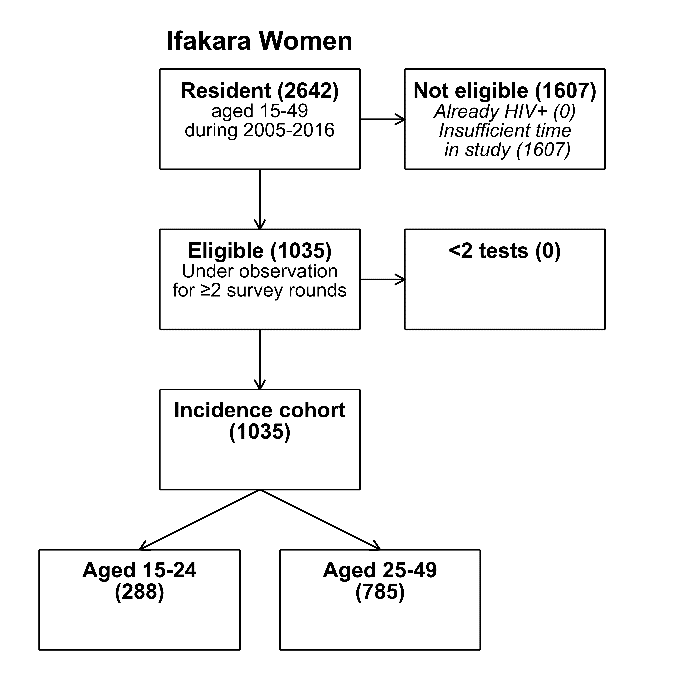 Ifakara Women
Resident (2642)
aged 15-49
during 2005-2016
Not eligible (1607)
Already HIV+ (0)
Insufficient time
in study (1607)
Eligible (1035)
Under observation
for ≥2 survey rounds
<2 tests (0)
Incidence cohort
(1035)
Aged 15-24
(288)
Aged 25-49
(785)